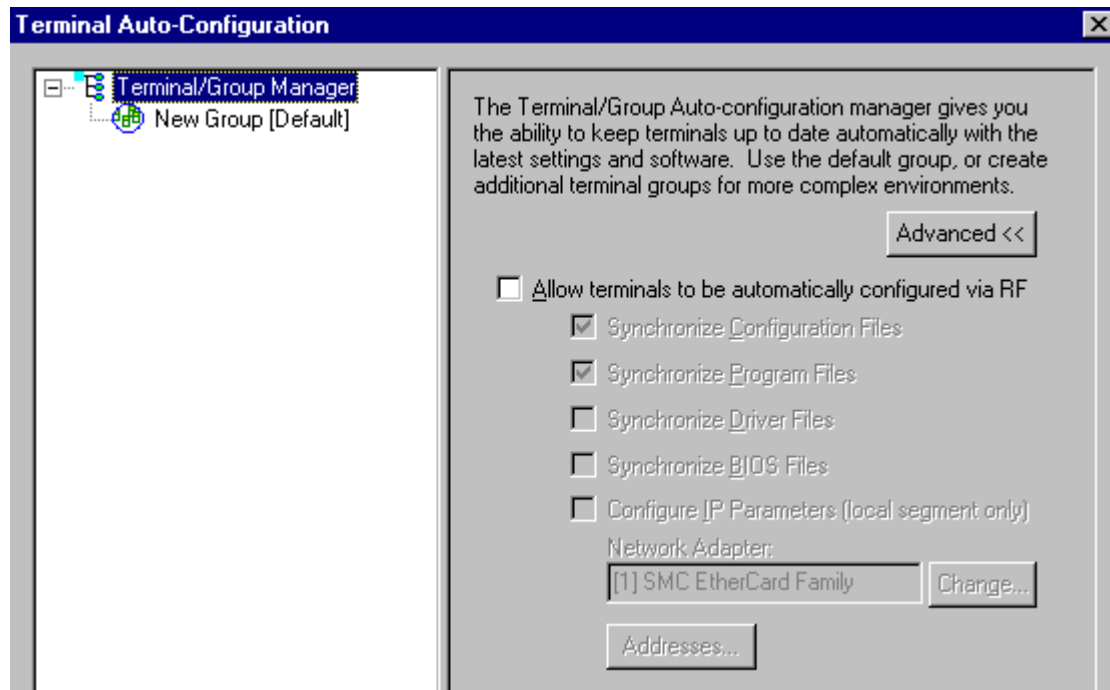 Terminal Auto-Configuration
Terminal/Group Manager
New Group [Default]
The Terminal/Group Auto-configuration manager gives you
the ability to keep terminals up to date automatically with the
latest settings and software. Use the default group, or create
additional terminal groups for more complex environments.
Advanced <<
Allow terminals to be automatically configured via RF
Synchronize Configuration Files
Synchronize Program Files
Synchronize Driver Files
Synchronize BIOS Files
Configure IP Parameters (local segment only)
Network Adapter:
[1] SMC EtherCard Family
Change...
Addresses...